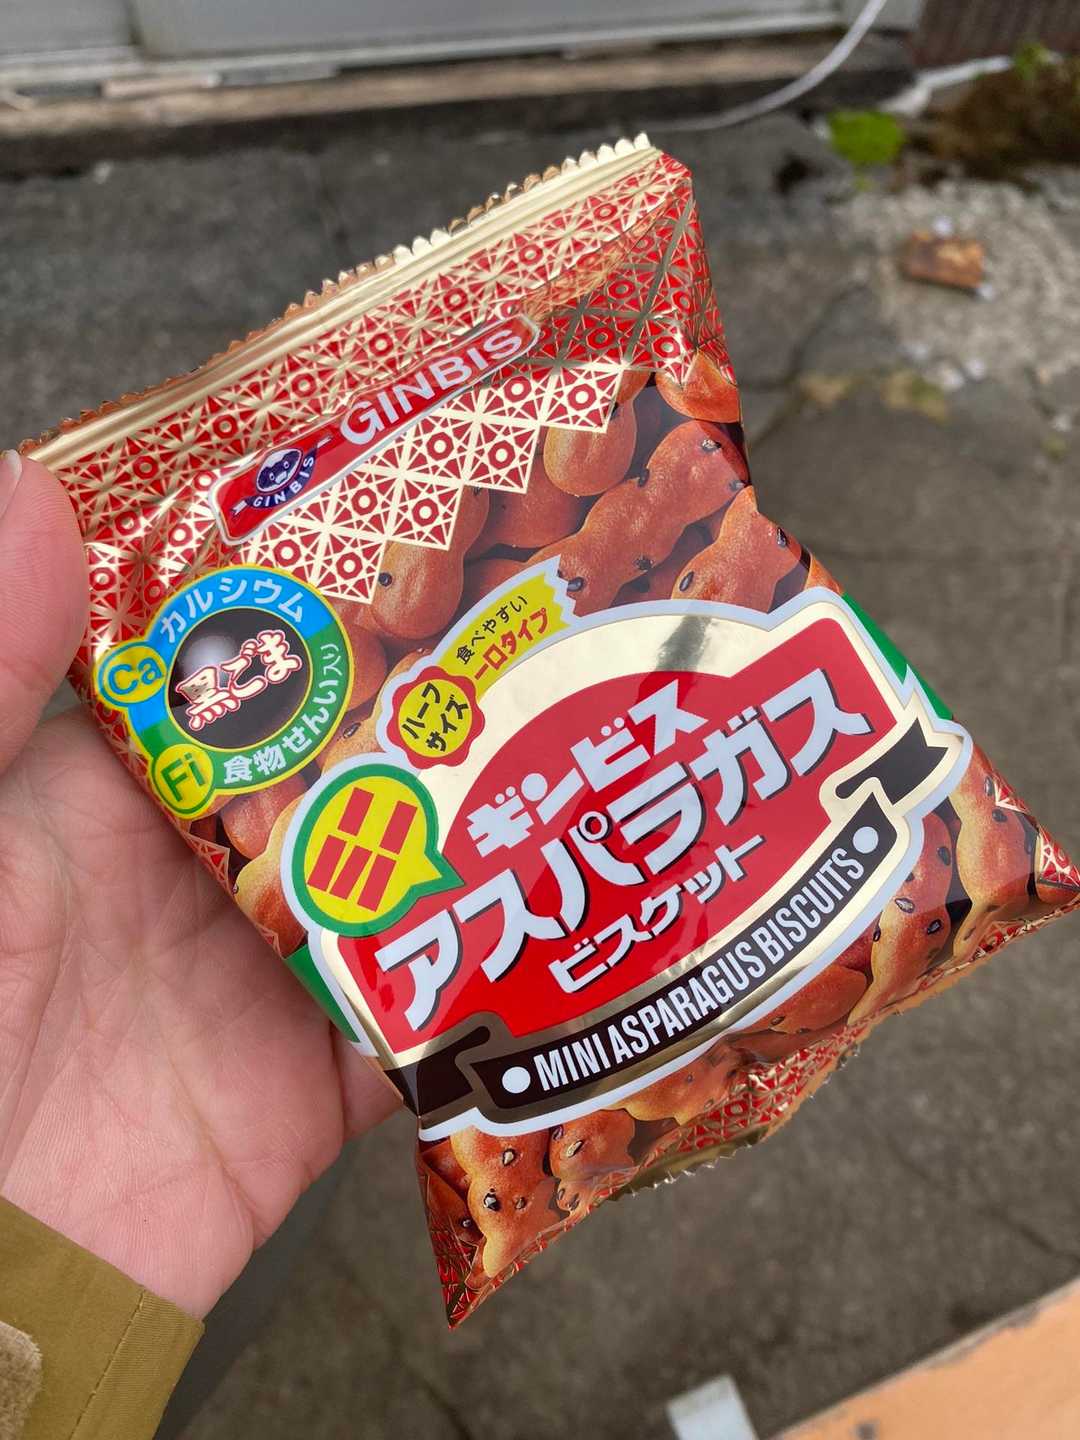 GINBIS
GINBIS
カルシウム
Ca
黒ごま
Fi
食物せんい入り
食べやすい
一口タイプ
ハーフ
サイズ
ギンビス
アスパラガス
ビスケット
MINI ASPARAGUS BISCUITS